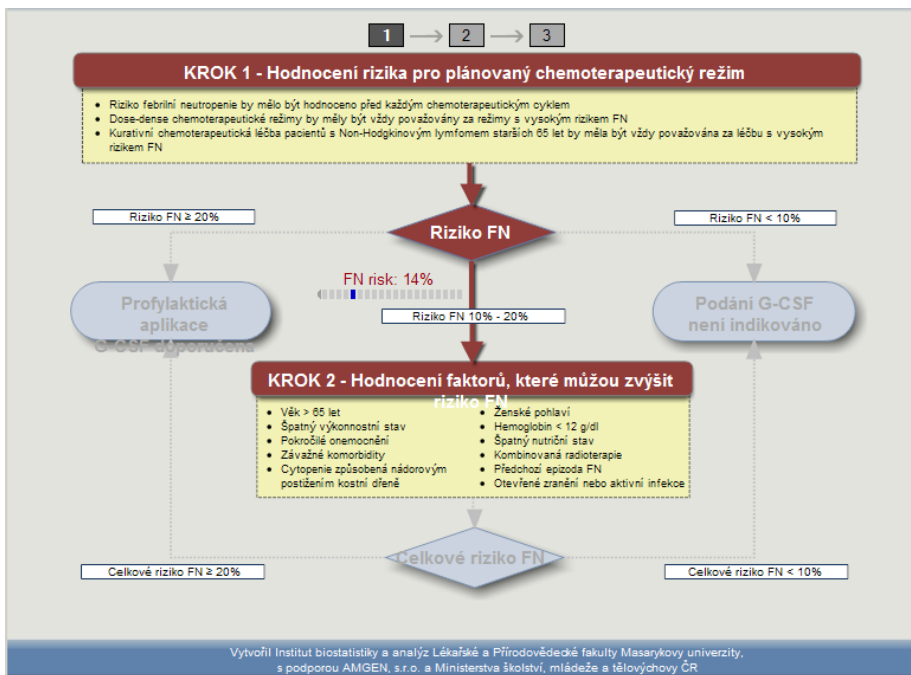 1
2
3
KROK 1 - Hodnocení rizika pro plánovaný chemoterapeutický režim
Riziko febrilní neutropenie by mělo být hodnoceno před každým chemoterapeutickým cyklem
Dose-dense chemoterapeutické režimy by měly být vždy považovány za režimy s vysokým rizikem FN
Kurativní chemoterapeutická léčba pacientů s Non-Hodgkinovým lymfomem starších 65 let by měla být vždy považována za léčbu s vysokým
rizikem FN
Riziko FN ≥ 20%
Riziko FN < 10%
Riziko FN
FN risk: 14%
Profylaktická
aplikace
G-CSF doporučena
Podání G-CSF
není indikováno
Riziko FN 10% - 20%
KROK 2 - Hodnocení faktorů, které můžou zvýšit
riziko FN
Věk > 65 let
Špatný výkonnostní stav
Pokročilé onemocnění
Závažné komorbidity
Cytopenie způsobená nádorovým
postižením kostní dřeně
Ženské pohlaví
Hemoglobin < 12 g/dl
Špatný nutriční stav
Kombinovaná radioterapie
Předchozí epizoda FN
Otevřené zranění nebo aktivní infekce
Celkové riziko FN
Celkové riziko FN ≥ 20%
Celkové riziko FN < 10%
Vytvořil Institut biostatistiky a analýz Lékařské a Přírodovědecké fakulty Masarykovy univerzity,
s podporou AMGEN, s.r.o. a Ministerstva školství, mládeže a tělovýchovy ČR